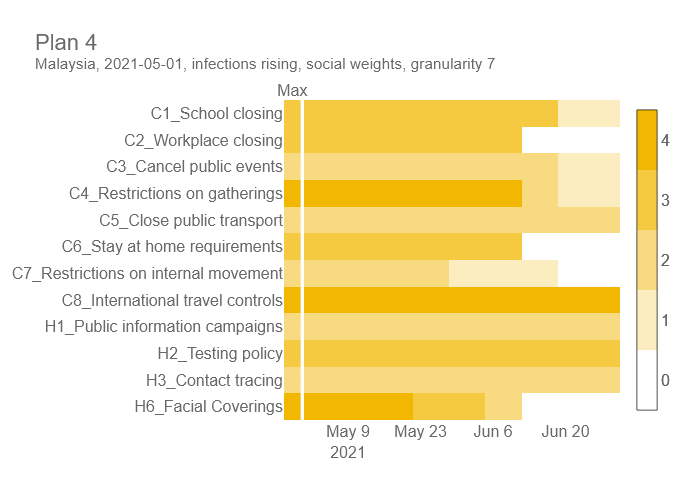 Plan 4
Malaysia, 2021-05-01, infections rising, social weights, granularity 7
Max
C1_School closing
C2_Workplace closing
C3_Cancel public events
C4_Restrictions on gatherings
C5_Close public transport
C6_Stay at home requirements
C7_Restrictions on internal movement
C8_International travel controls
H1_Public information campaigns
H2_Testing policy
H3_Contact tracing
H6_Facial Coverings
May 9 May 23 Jun 6 Jun 20
2021
4
3
2
1
0